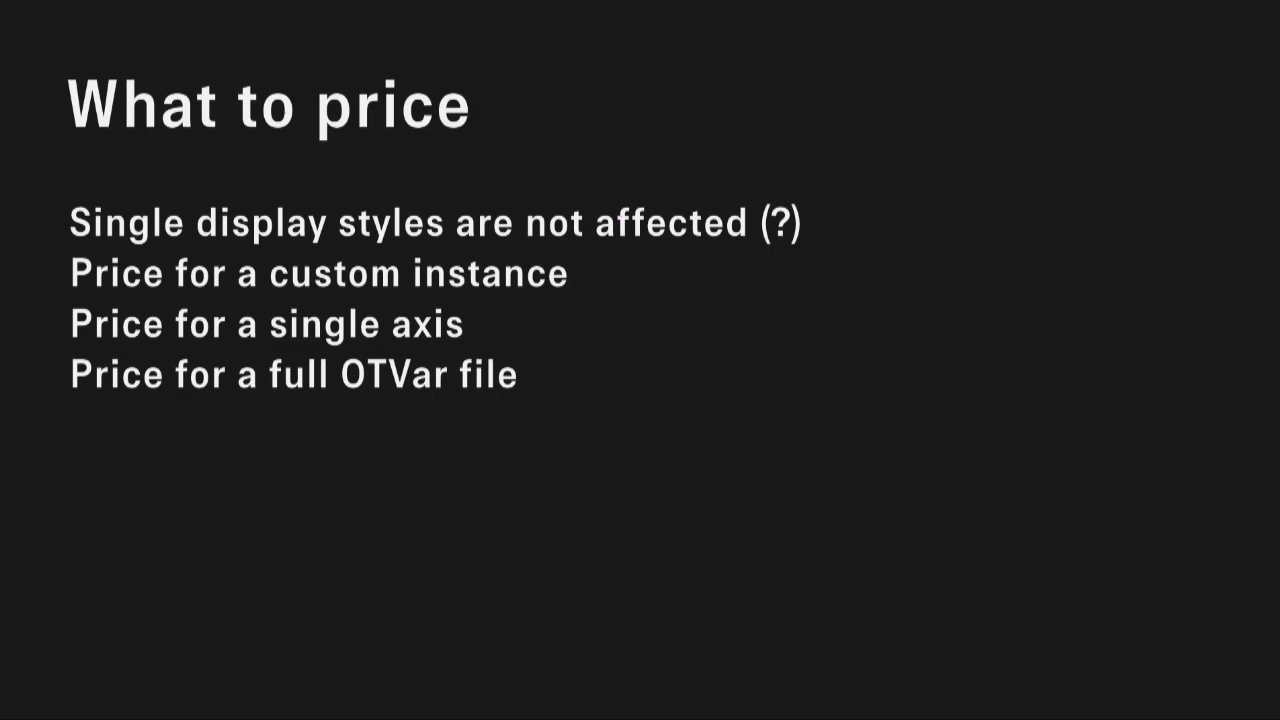 What to price
Single display styles are not affected (?)
Price for a custom instance
Price for a single axis
Price for a full OTVar file